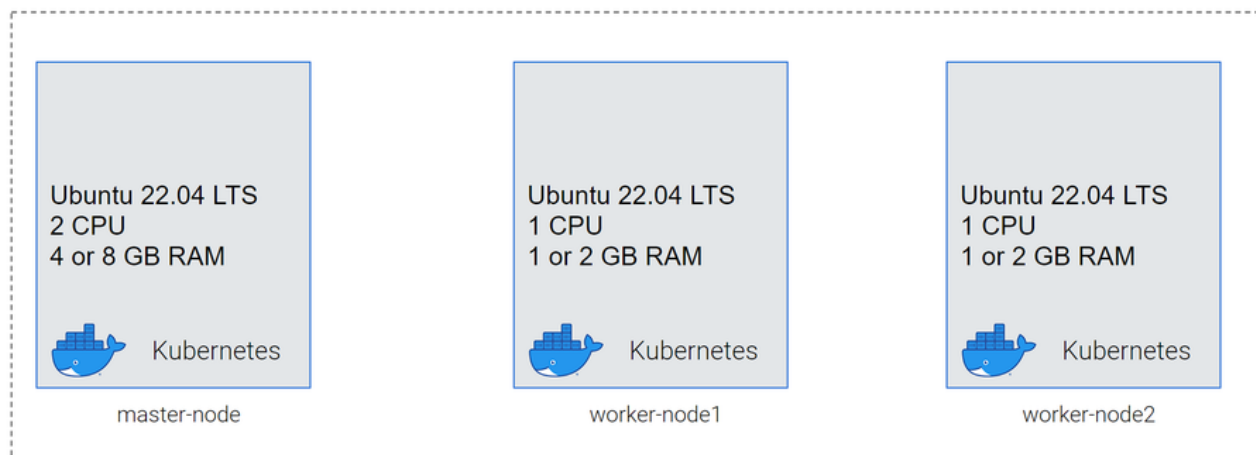 Ubuntu 22.04 LTS
2 CPU
4 or 8 GB RAM
Kubernetes
master-node
Ubuntu 22.04 LTS
1 CPU
1 or 2 GB RAM
Kubernetes
worker-node1
Ubuntu 22.04 LTS
1 CPU
1 or 2 GB RAM
Kubernetes
worker-node2